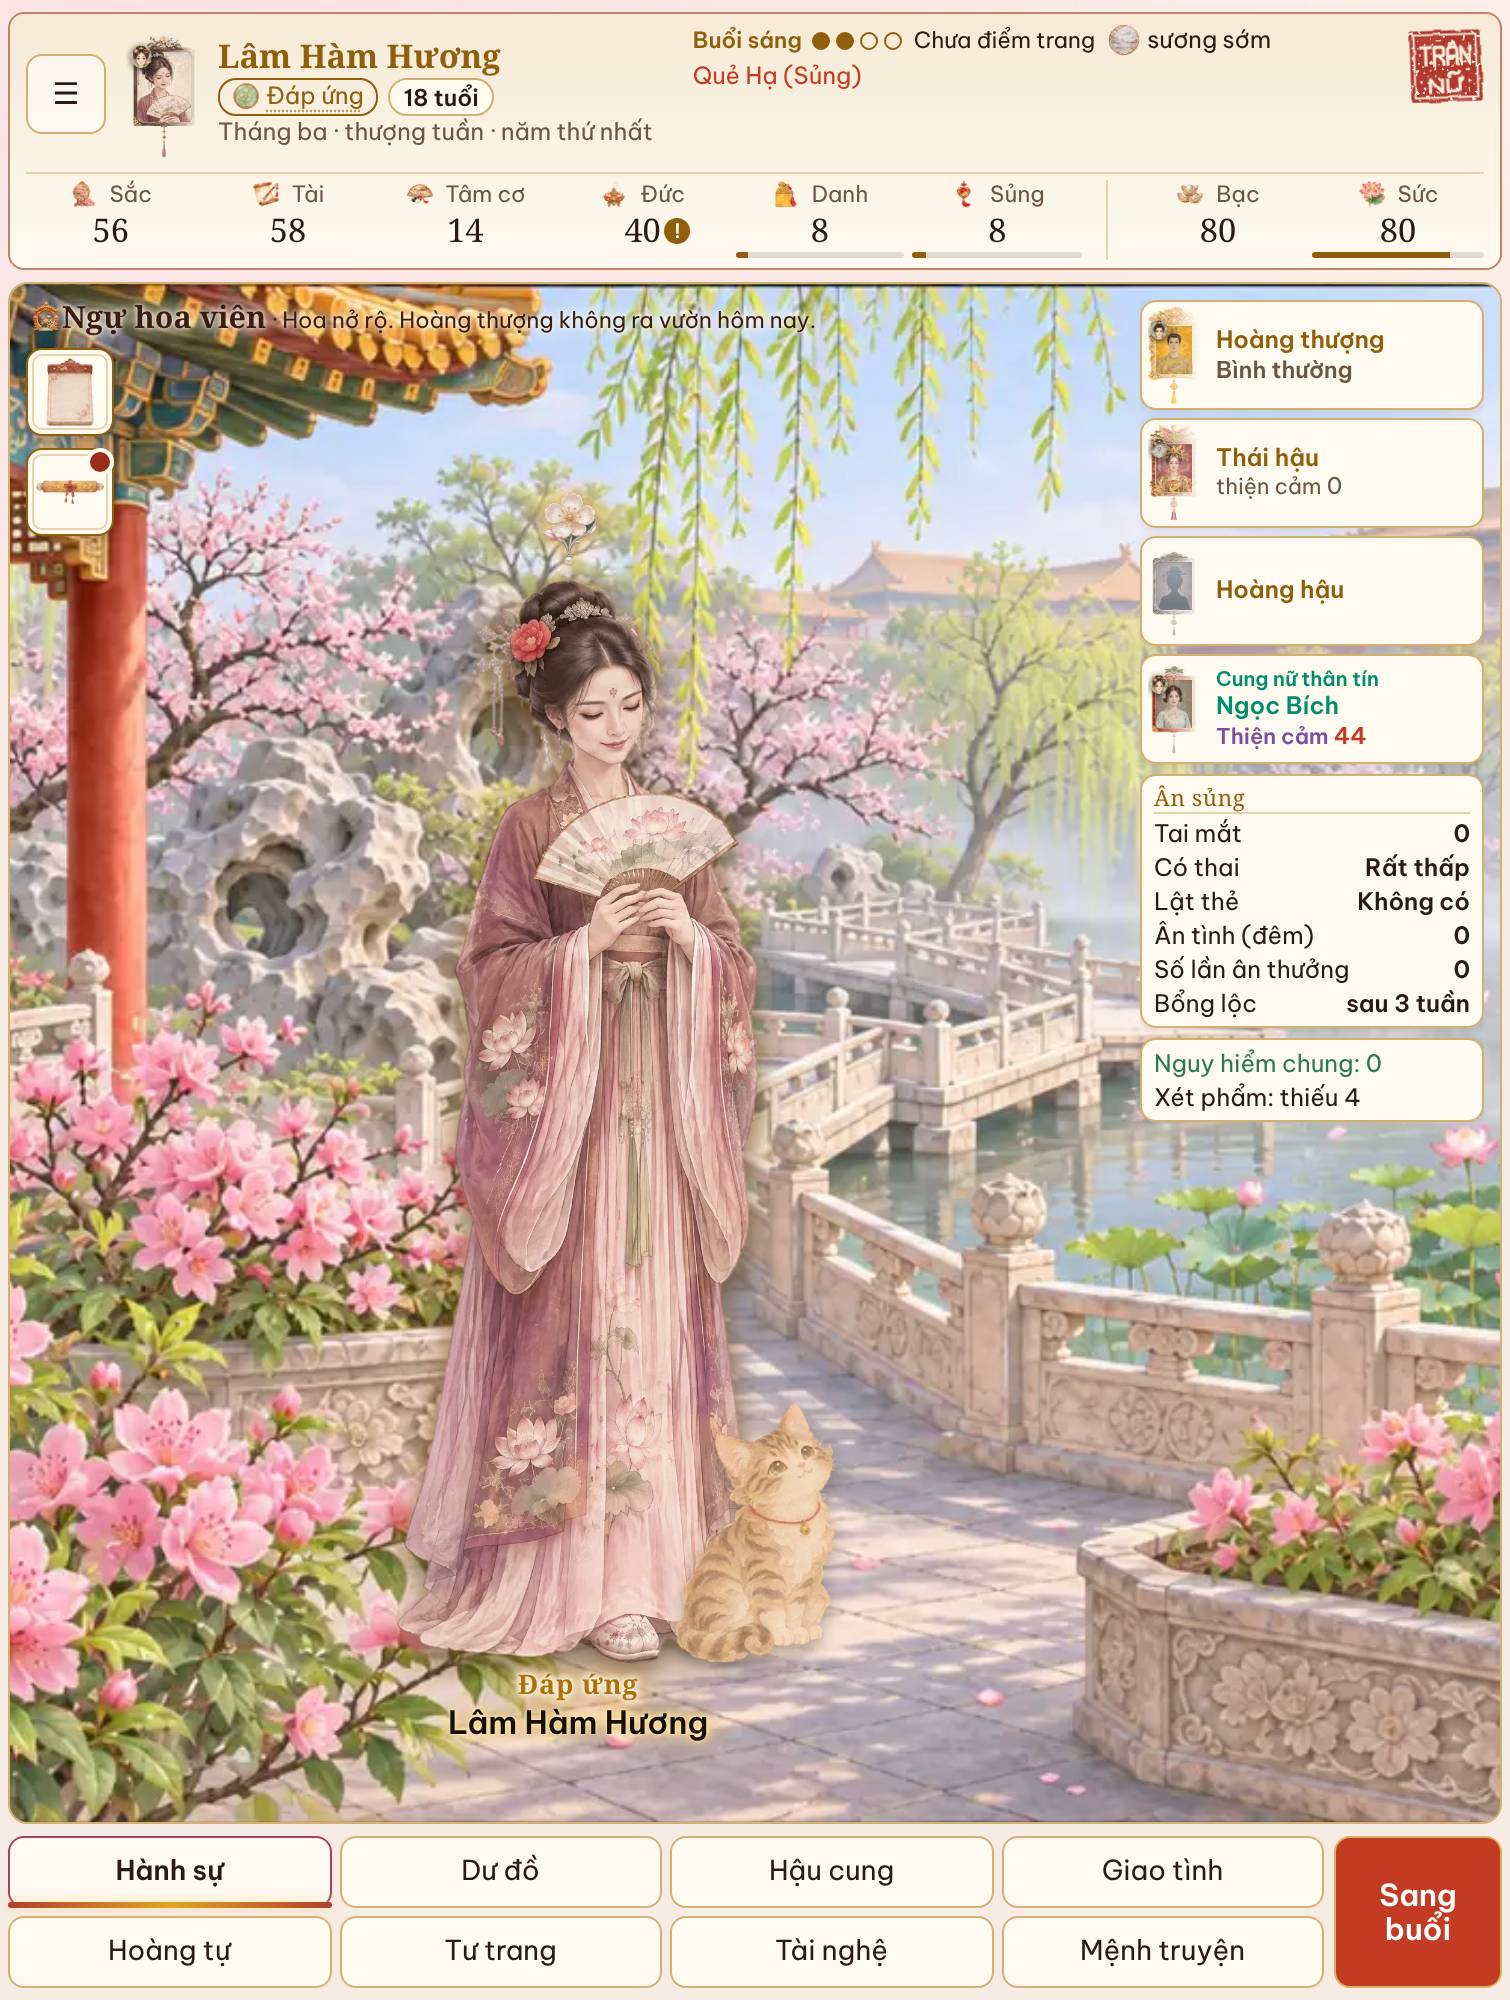 ☰
Lâm Hàm Hương
Đáp ứng 18 tuổi
Tháng ba · thượng tuần · năm thứ nhất
Buổi sáng Chưa điểm trang sương sớm
Quẻ Hạ (Sủng)
TRÂN
NỮ
Sắc Tài Tâm cơ Đức Danh Sủng Bạc Sức
56 58 14 40 ! 8 8 80 80
Ngự hoa viên · Hoa nở rộ. Hoàng thượng không ra vườn hôm nay.
Hoàng thượng
Bình thường
Thái hậu
thiện cảm 0
Hoàng hậu
Cung nữ thân tín
Ngọc Bích
Thiện cảm 44
Ân sủng
Tai mắt 0
Có thai Rất thấp
Lật thẻ Không có
Ân tình (đêm) 0
Số lần ân thưởng 0
Bổng lộc sau 3 tuần
Nguy hiểm chung: 0
Xét phẩm: thiếu 4
Đáp ứng
Lâm Hàm Hương
Hành sự Dư đồ Hậu cung Giao tình
Hoàng tự Tư trang Tài nghệ Mệnh truyện
Sang
buổi